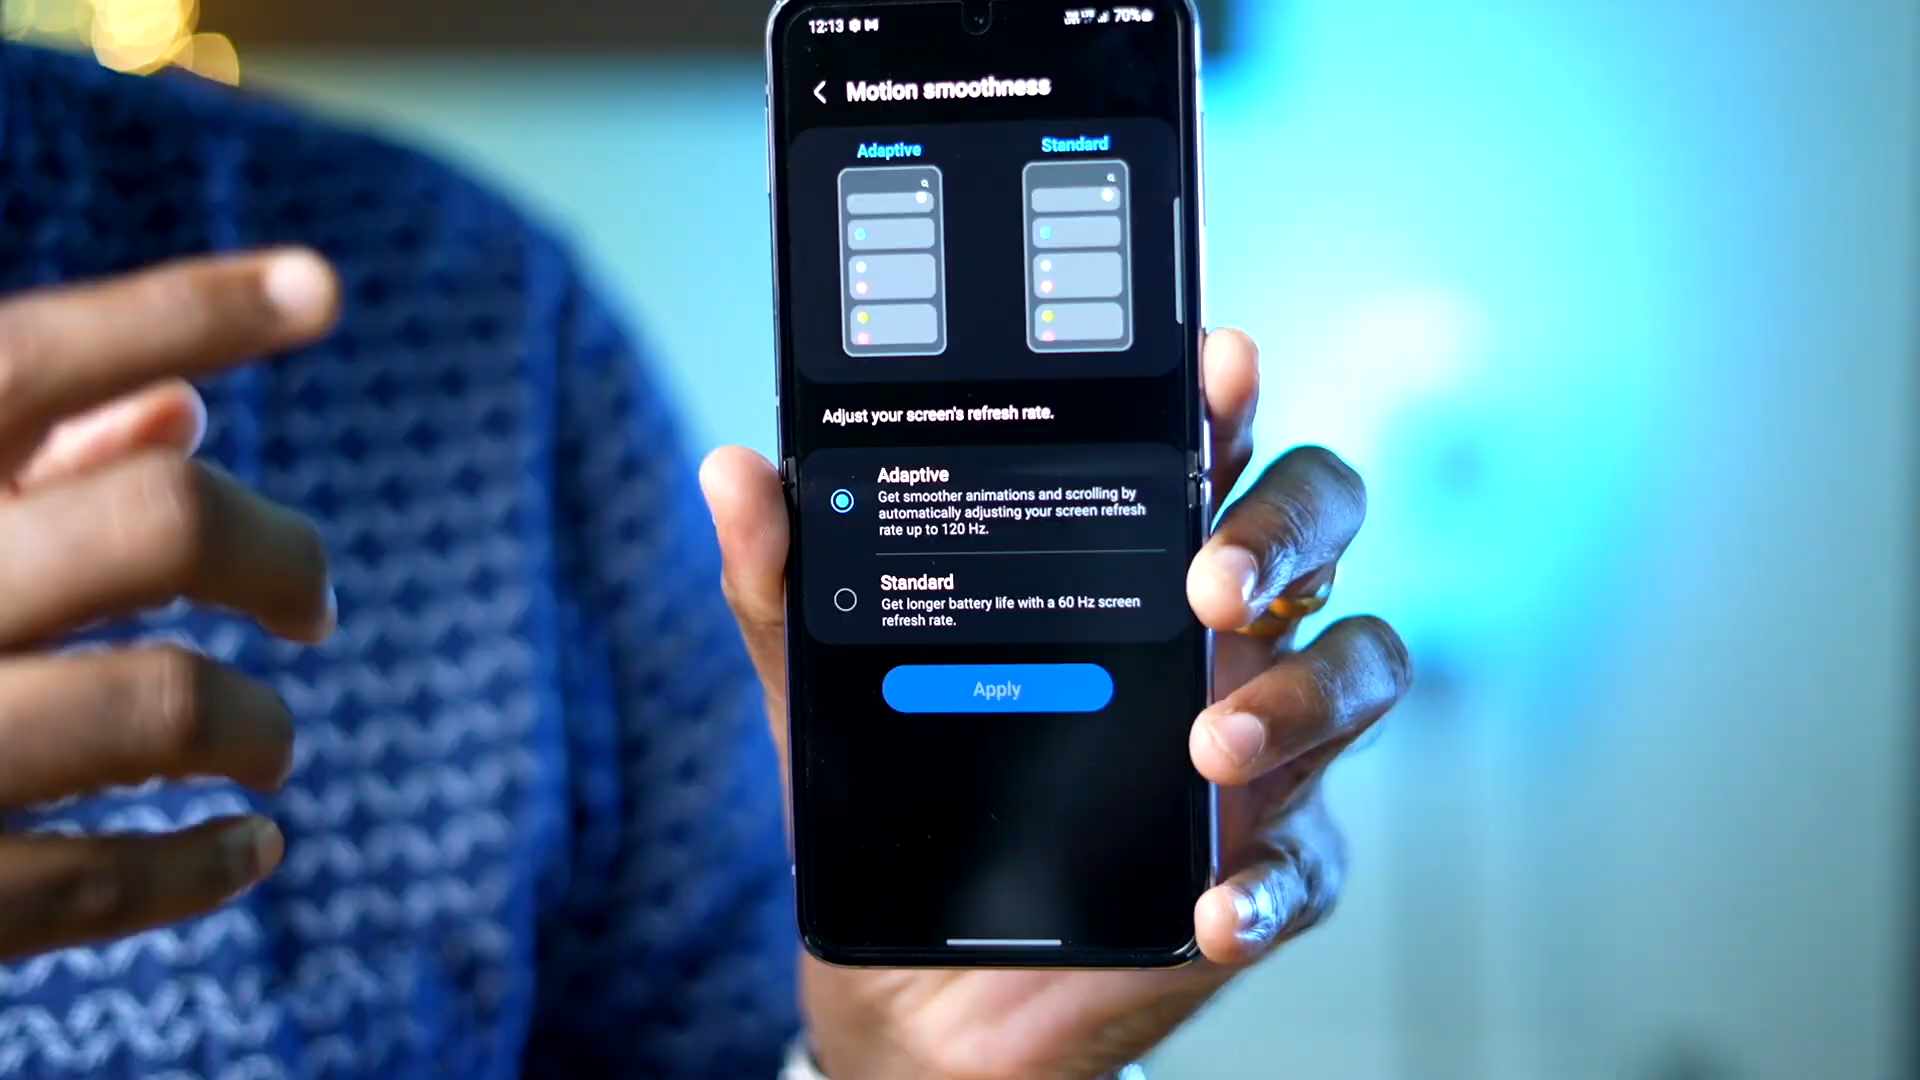 12:13
70%
Motion smoothness
Adaptive
Standard
Adjust your screen's refresh rate.
Adaptive
Get smoother animations and scrolling by
automatically adjusting your screen refresh
rate up to 120 Hz.
Standard
Get longer battery life with a 60 Hz screen
refresh rate.
Apply